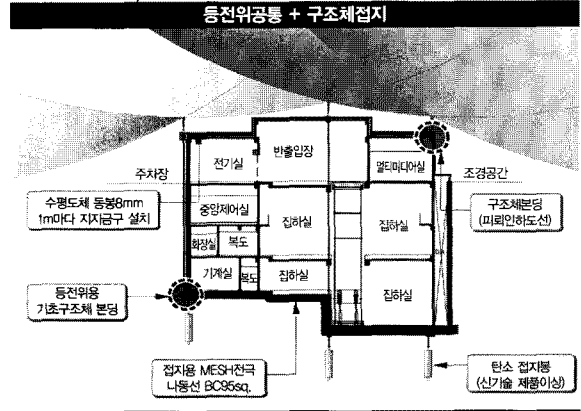 등전위공통 + 구조체접지
전기실
반출입장
멀티미디어실
주차장
조경공간
수평도체 동봉8mm
1m마다 지지금구 설치
중앙제어실
집하실
집하실
구조체본딩
(피뢰인하도선)
화장실
복도
기계실
복도
집하실
집하실
등전위용
기초구조체 본딩
접지용 MESH전극
나동선 BC95sq.
탄소 접지봉
(신기술 제품이상)